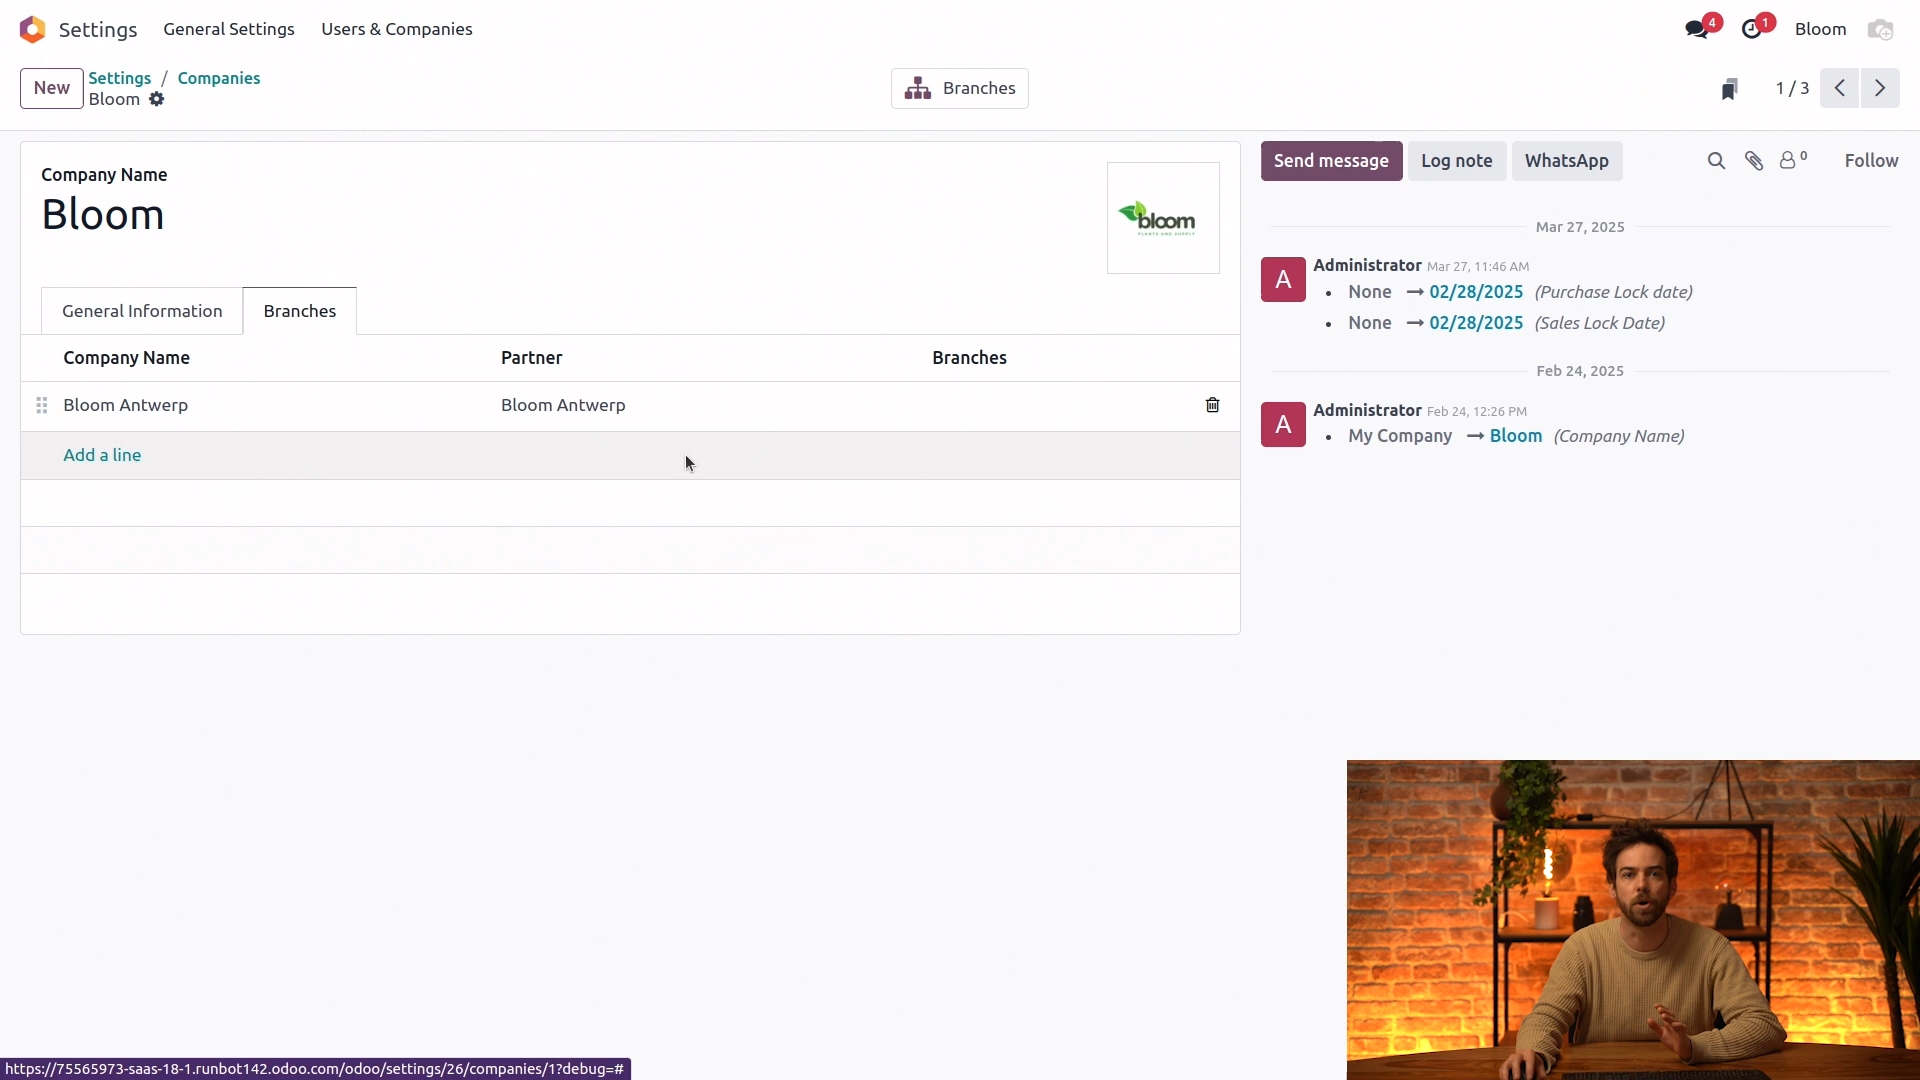 Settings General Settings Users & Companies 4 1 Bloom
New Settings / Companies Branches 1 / 3
Bloom
Company Name
Bloom
bloom
PLANTS AND SUPPLY
General Information Branches
Company Name Partner Branches
Bloom Antwerp Bloom Antwerp
Add a line
Send message Log note WhatsApp 0 Follow
Mar 27, 2025
A Administrator Mar 27, 11:46 AM
• None → 02/28/2025 (Purchase Lock date)
• None → 02/28/2025 (Sales Lock Date)
Feb 24, 2025
A Administrator Feb 24, 12:26 PM
• My Company → Bloom (Company Name)
https://75565973-saas-18-1.runbot142.odoo.com/odoo/settings/26/companies/1?debug=#